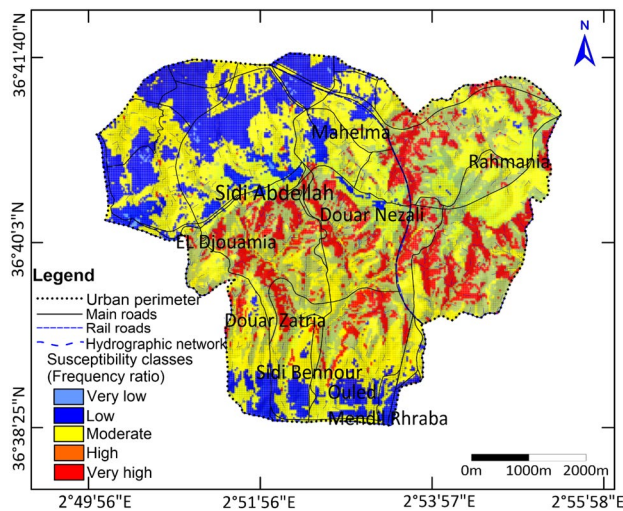 N
36°41'40"N
36°40'3"N
36°38'25"N
Mahelma
Rahmania
Sidi Abdellah
Douar Nezali
EL Djouamia
Douar Zatria
Sidi Bennour
Ouled
Mendil Rhraba
Legend
Urban perimeter
Main roads
Rail roads
Hydrographic network
Susceptibility classes
(Frequency ratio)
Very low
Low
Moderate
High
Very high
0m 1000m 2000m
2°49'56"E 2°51'56"E 2°53'57"E 2°55'58"E